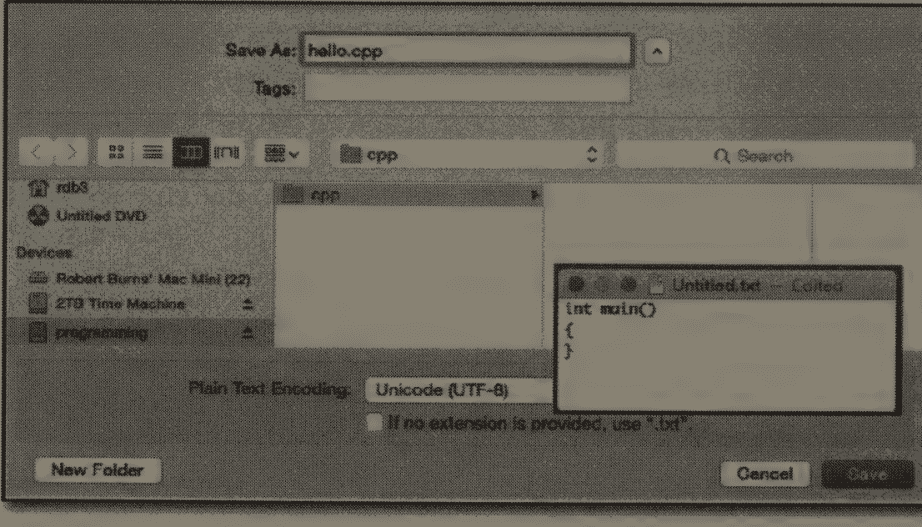 Save As: hello.cpp
Tags:
cpp
Search
rdb3
Untitled DVD
cpp
Devices
Robert Burns' Mac Mini (22)
2TB Time Machine
programming
Untitled.txt — Edited
int main()
{
}
Plain Text Encoding: Unicode (UTF-8)
If no extension is provided, use ".txt".
New Folder
Cancel
Save